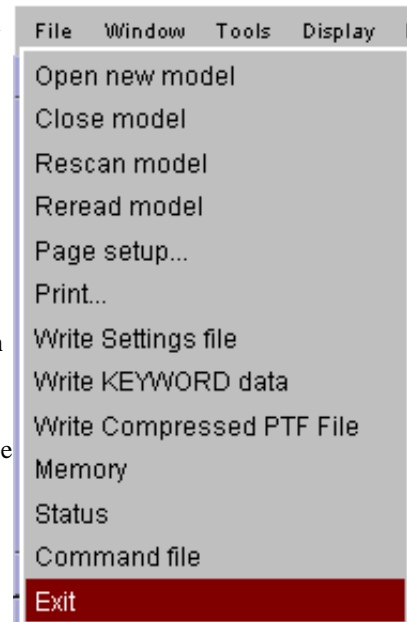 File Window Tools Display
Open new model
Close model
Rescan model
Reread model
Page setup...
Print...
Write Settings file
Write KEYWORD data
Write Compressed PTF File
Memory
Status
Command file
Exit